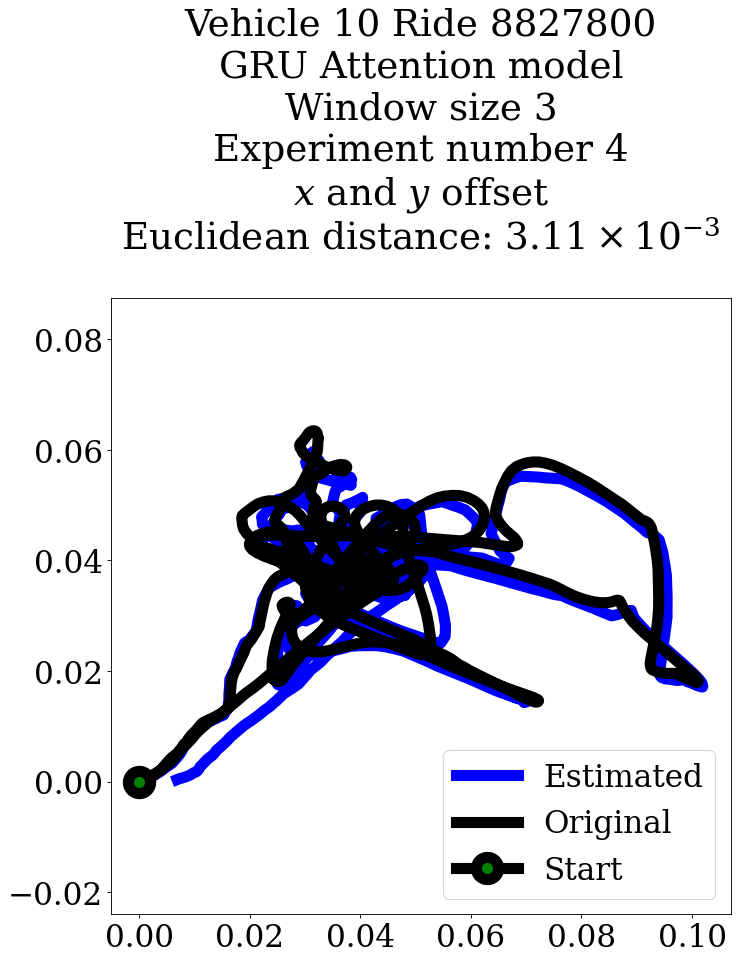 Vehicle 10 Ride 8827800
GRU Attention model
Window size 3
Experiment number 4
x and y offset
Euclidean distance: 3.11 × 10⁻³
0.08
0.06
0.04
0.02
0.00
−0.02
Estimated
Original
Start
0.00 0.02 0.04 0.06 0.08 0.10